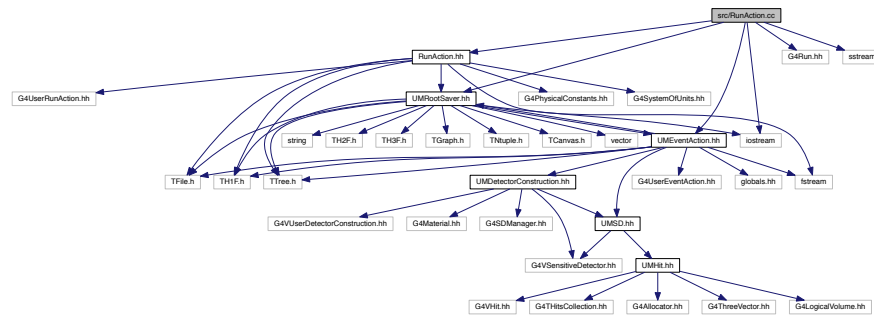 src/RunAction.cc
RunAction.hh
G4Run.hh
sstream
G4UserRunAction.hh
UMRootSaver.hh
G4PhysicalConstants.hh
G4SystemOfUnits.hh
string
TH2F.h
TH3F.h
TGraph.h
TNtuple.h
TCanvas.h
vector
UMEventAction.hh
iostream
TFile.h
TH1F.h
TTree.h
UMDetectorConstruction.hh
G4UserEventAction.hh
globals.hh
fstream
G4VUserDetectorConstruction.hh
G4Material.hh
G4SDManager.hh
UMSD.hh
G4VSensitiveDetector.hh
UMHit.hh
G4VHit.hh
G4THitsCollection.hh
G4Allocator.hh
G4ThreeVector.hh
G4LogicalVolume.hh